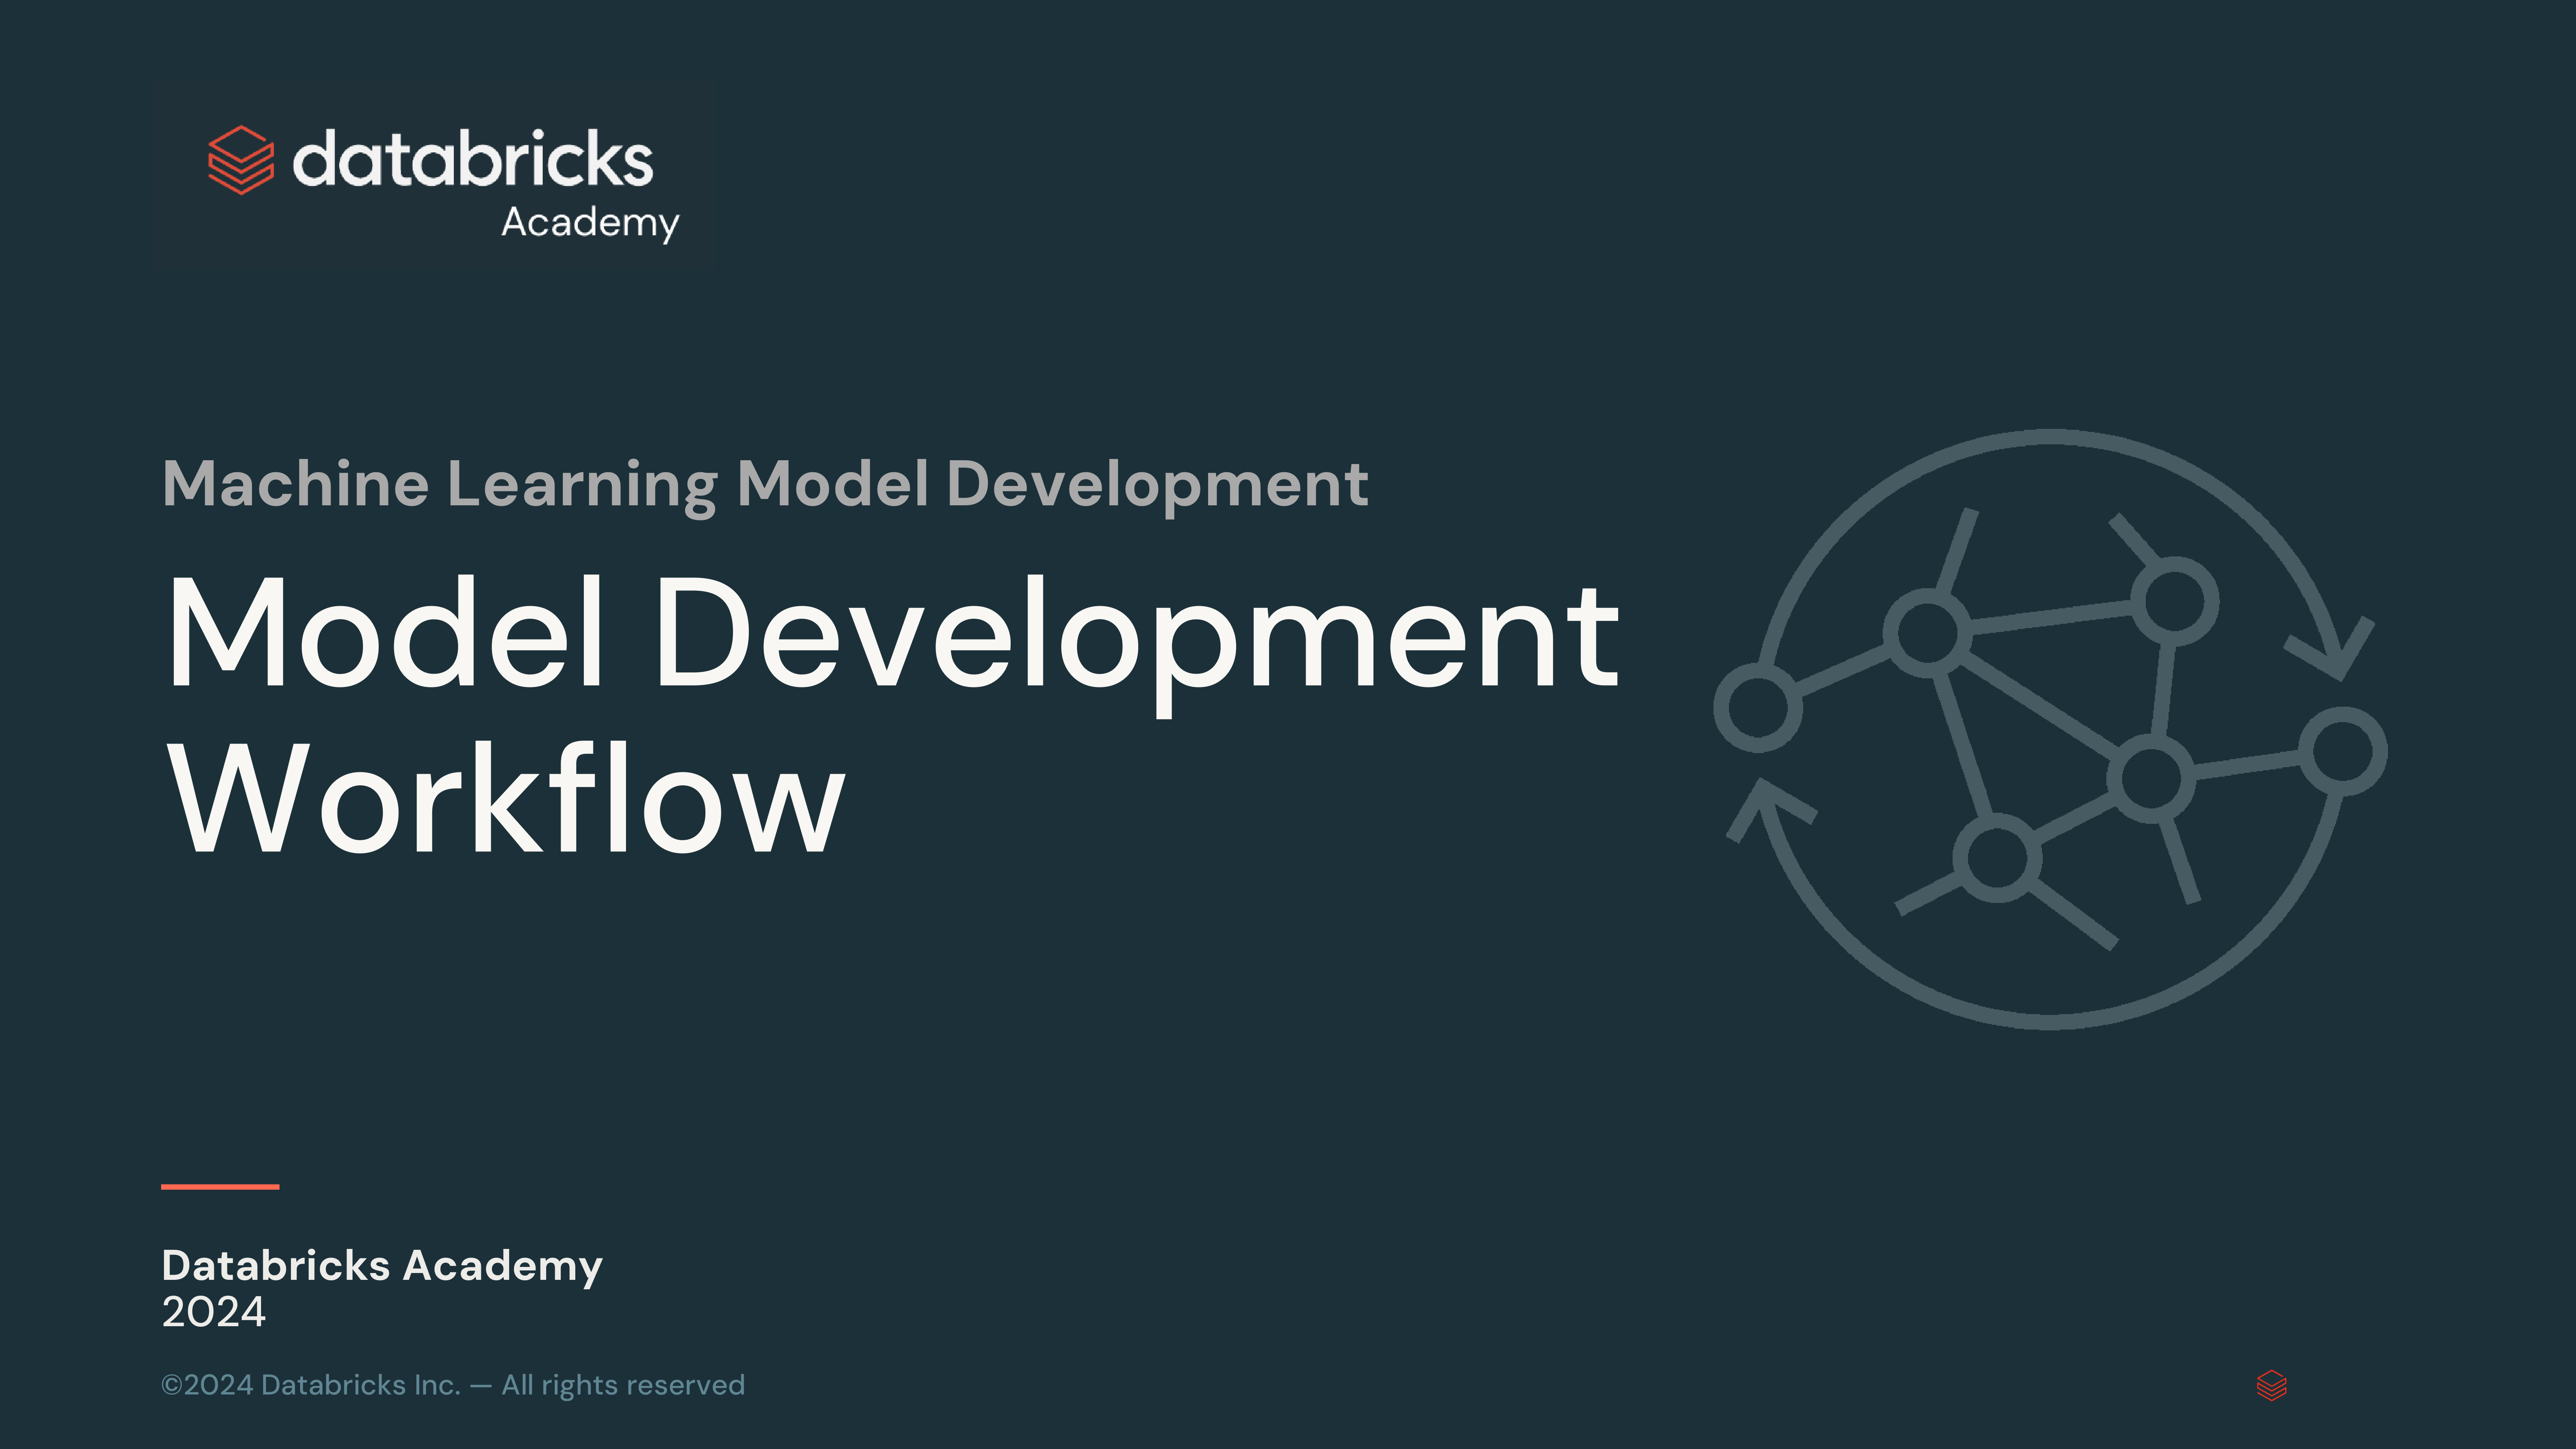 databricks
Academy
Machine Learning Model Development
Model Development
Workflow
Databricks Academy
2024
©2024 Databricks Inc. — All rights reserved